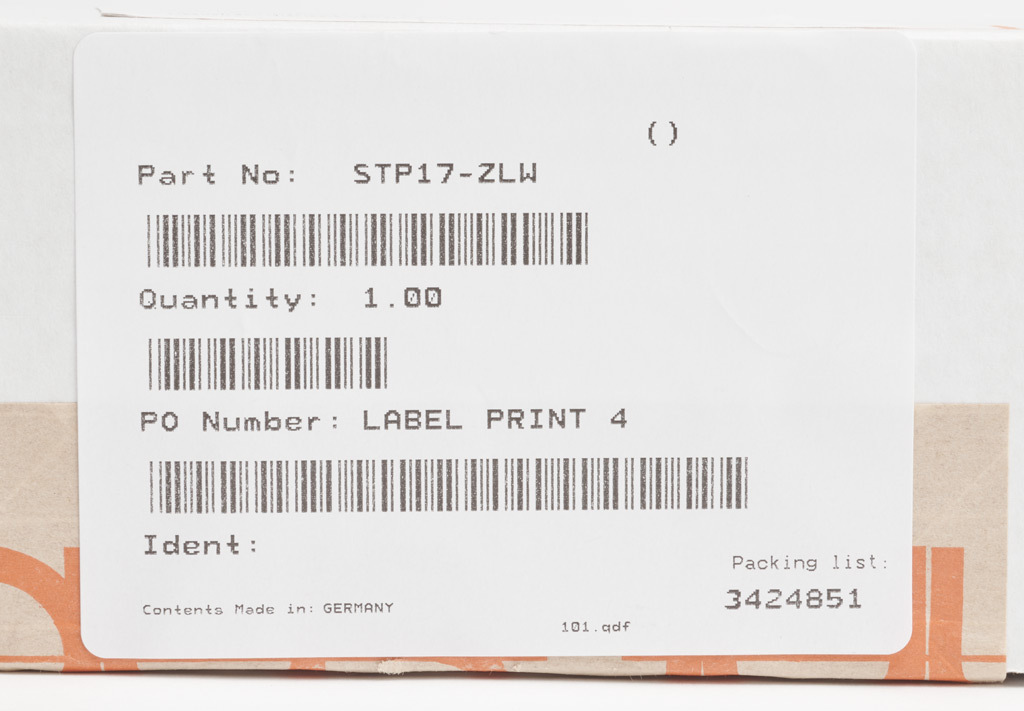 ()
Part No: STP17-ZLW
Quantity: 1.00
PO Number: LABEL PRINT 4
Ident:
Packing list:
3424851
Contents Made in: GERMANY
101.qdf